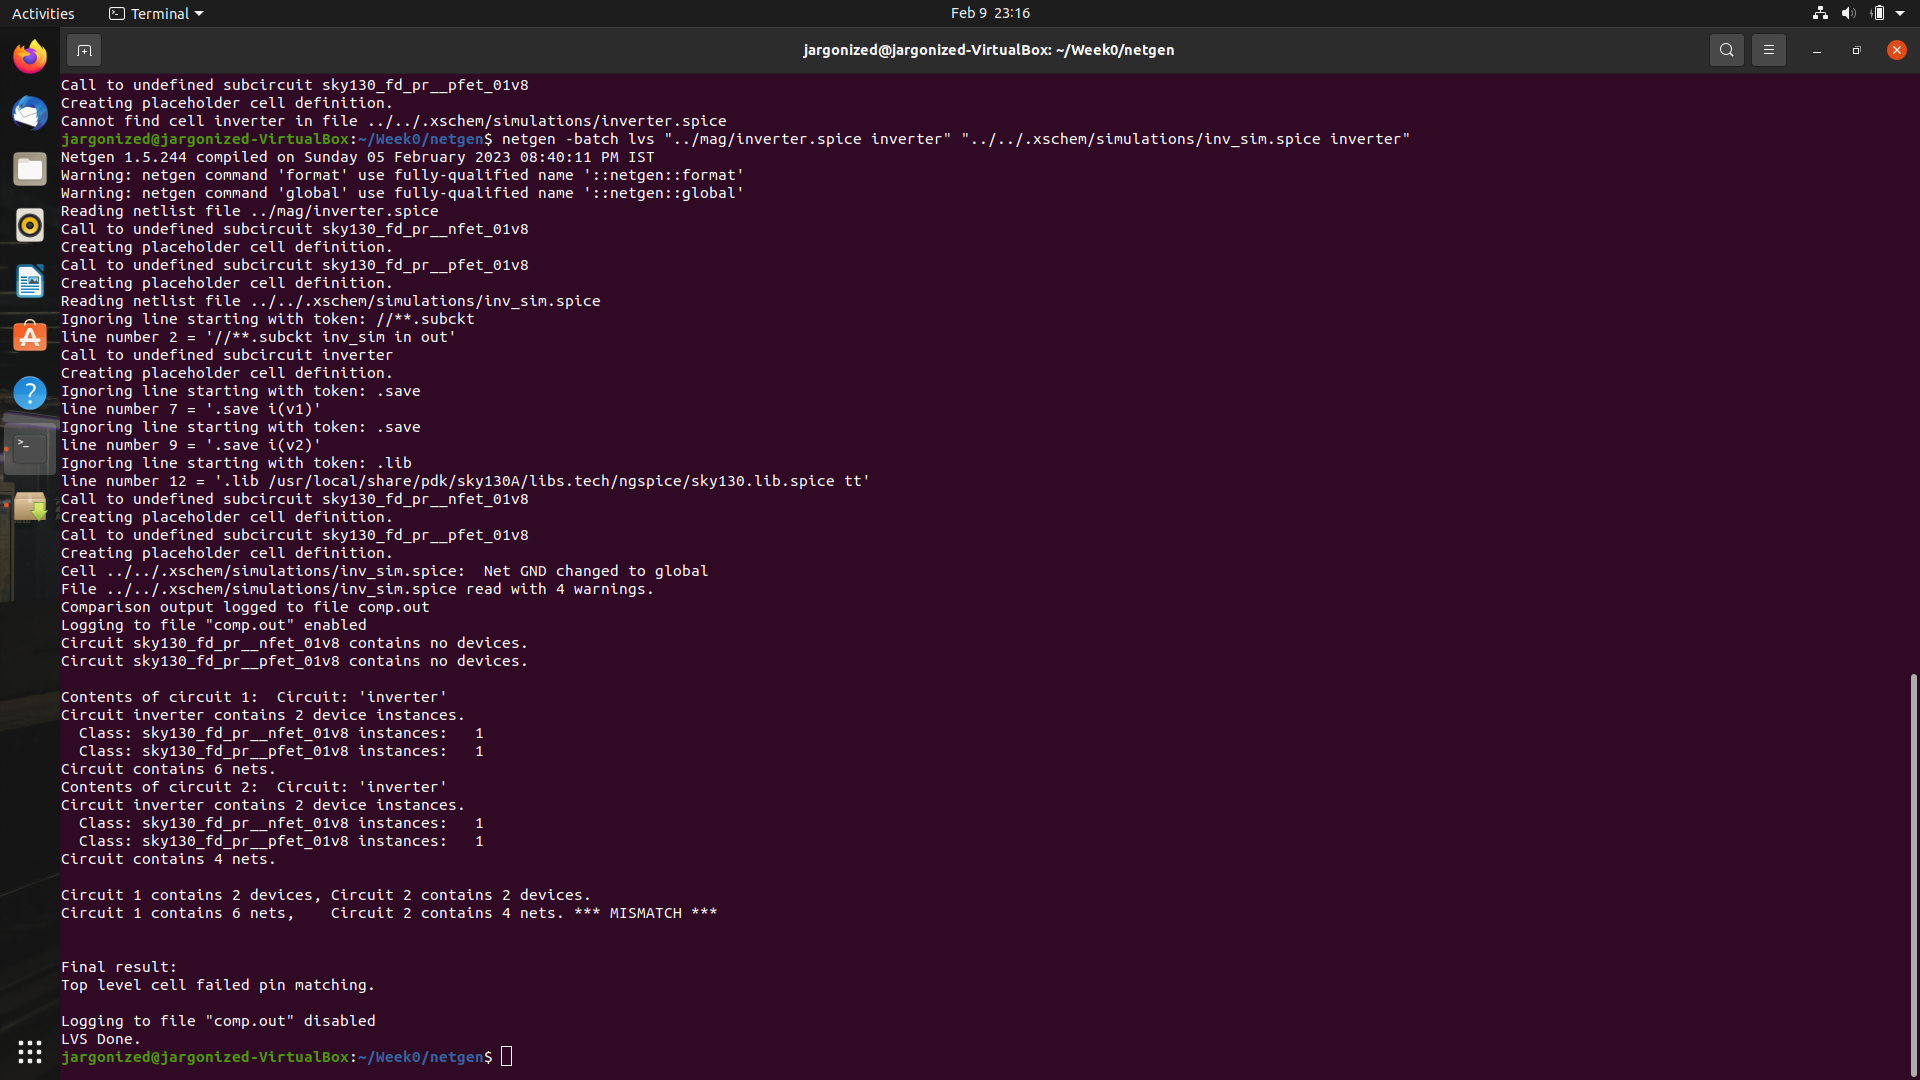 Activities
Terminal
Feb 9 23:16
jargonized@jargonized-VirtualBox: ~/Week0/netgen
Call to undefined subcircuit sky130_fd_pr__pfet_01v8
Creating placeholder cell definition.
Cannot find cell inverter in file ../../.xschem/simulations/inverter.spice
jargonized@jargonized-VirtualBox:~/Week0/netgen$ netgen -batch lvs "../mag/inverter.spice inverter" "../../.xschem/simulations/inv_sim.spice inverter"
Netgen 1.5.244 compiled on Sunday 05 February 2023 08:40:11 PM IST
Warning: netgen command 'format' use fully-qualified name '::netgen::format'
Warning: netgen command 'global' use fully-qualified name '::netgen::global'
Reading netlist file ../mag/inverter.spice
Call to undefined subcircuit sky130_fd_pr__nfet_01v8
Creating placeholder cell definition.
Call to undefined subcircuit sky130_fd_pr__pfet_01v8
Creating placeholder cell definition.
Reading netlist file ../../.xschem/simulations/inv_sim.spice
Ignoring line starting with token: //**.subckt
line number 2 = '//**.subckt inv_sim in out'
Call to undefined subcircuit inverter
Creating placeholder cell definition.
Ignoring line starting with token: .save
line number 7 = '.save i(v1)'
Ignoring line starting with token: .save
line number 9 = '.save i(v2)'
Ignoring line starting with token: .lib
line number 12 = '.lib /usr/local/share/pdk/sky130A/libs.tech/ngspice/sky130.lib.spice tt'
Call to undefined subcircuit sky130_fd_pr__nfet_01v8
Creating placeholder cell definition.
Call to undefined subcircuit sky130_fd_pr__pfet_01v8
Creating placeholder cell definition.
Cell ../../.xschem/simulations/inv_sim.spice:  Net GND changed to global
File ../../.xschem/simulations/inv_sim.spice read with 4 warnings.
Comparison output logged to file comp.out
Logging to file "comp.out" enabled
Circuit sky130_fd_pr__nfet_01v8 contains no devices.
Circuit sky130_fd_pr__pfet_01v8 contains no devices.
Contents of circuit 1:  Circuit: 'inverter'
Circuit inverter contains 2 device instances.
  Class: sky130_fd_pr__nfet_01v8 instances:   1
  Class: sky130_fd_pr__pfet_01v8 instances:   1
Circuit contains 6 nets.
Contents of circuit 2:  Circuit: 'inverter'
Circuit inverter contains 2 device instances.
  Class: sky130_fd_pr__nfet_01v8 instances:   1
  Class: sky130_fd_pr__pfet_01v8 instances:   1
Circuit contains 4 nets.
Circuit 1 contains 2 devices, Circuit 2 contains 2 devices.
Circuit 1 contains 6 nets,    Circuit 2 contains 4 nets. *** MISMATCH ***
Final result:
Top level cell failed pin matching.
Logging to file "comp.out" disabled
LVS Done.
jargonized@jargonized-VirtualBox:~/Week0/netgen$